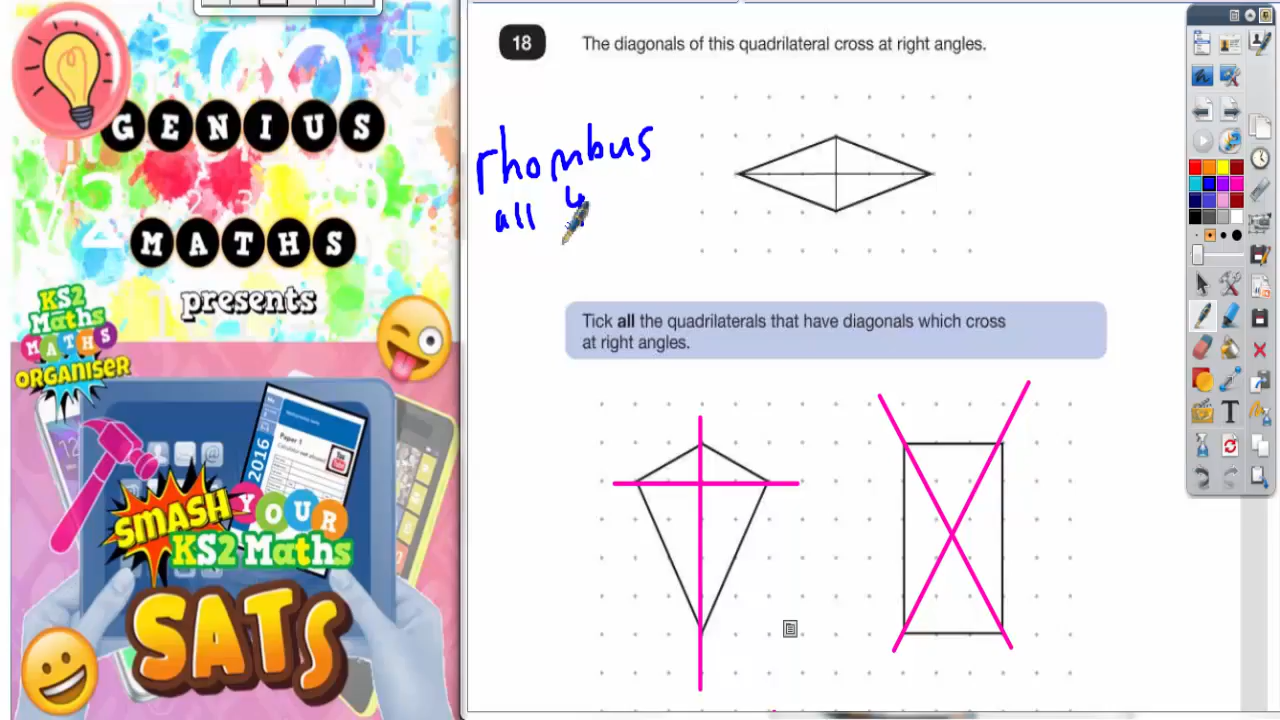 GENIUS
MATHS
presents
KS2
Maths
MATHS
ORGANISER
2016
Paper 1
SMASH YOUR
KS2 Maths
SATS
18
The diagonals of this quadrilateral cross at right angles.
rhombus
all
Tick all the quadrilaterals that have diagonals which cross
at right angles.